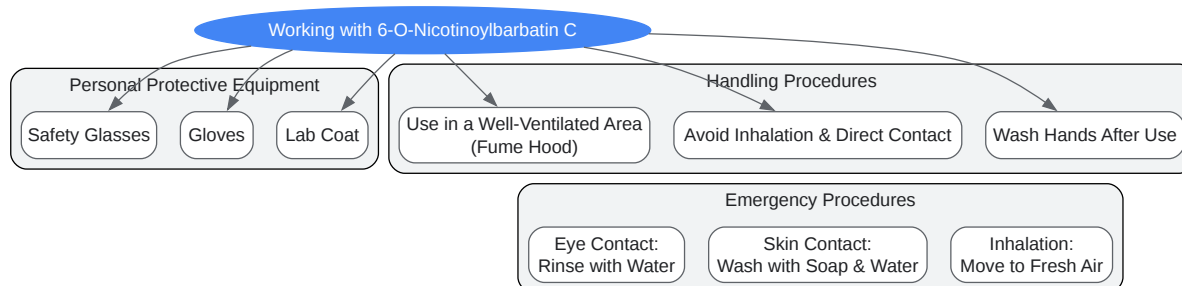 Working with 6-O-Nicotinoylbarbatin C
Personal Protective Equipment
Safety Glasses
Gloves
Lab Coat
Handling Procedures
Use in a Well-Ventilated Area
(Fume Hood)
Avoid Inhalation & Direct Contact
Wash Hands After Use
Emergency Procedures
Eye Contact:
Rinse with Water
Skin Contact:
Wash with Soap & Water
Inhalation:
Move to Fresh Air